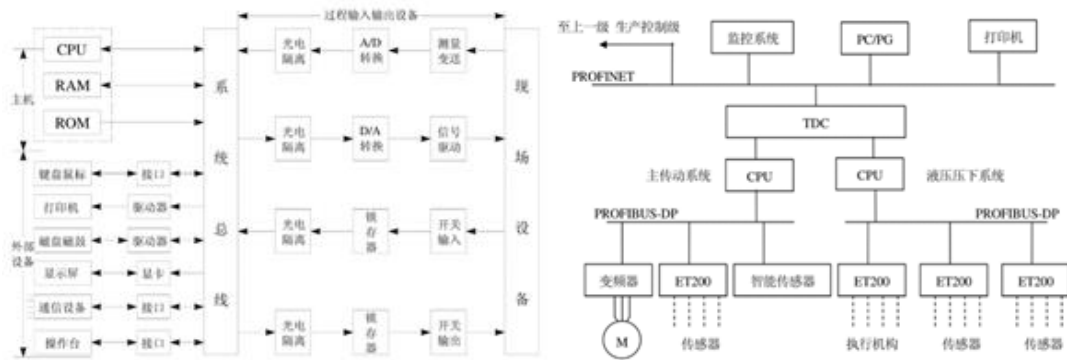 过程输入输出设备
CPU
RAM
ROM
主机
系统总线
光电
隔离
A/D
转换
测量
变送
光电
隔离
D/A
转换
信号
驱动
现场设备
键盘鼠标
接口
打印机
驱动器
磁盘磁鼓
驱动器
外部
设备
显示屏
显卡
通信设备
接口
操作台
接口
光电
隔离
锁
存
器
开关
输入
光电
隔离
锁
存
器
开关
输出
至上一级 生产控制级
监控系统
PC/PG
打印机
PROFINET
TDC
主传动系统
CPU
CPU
液压压下系统
PROFIBUS-DP
PROFIBUS-DP
变频器
ET200
智能传感器
ET200
ET200
ET200
M
传感器
执行机构
传感器
传感器